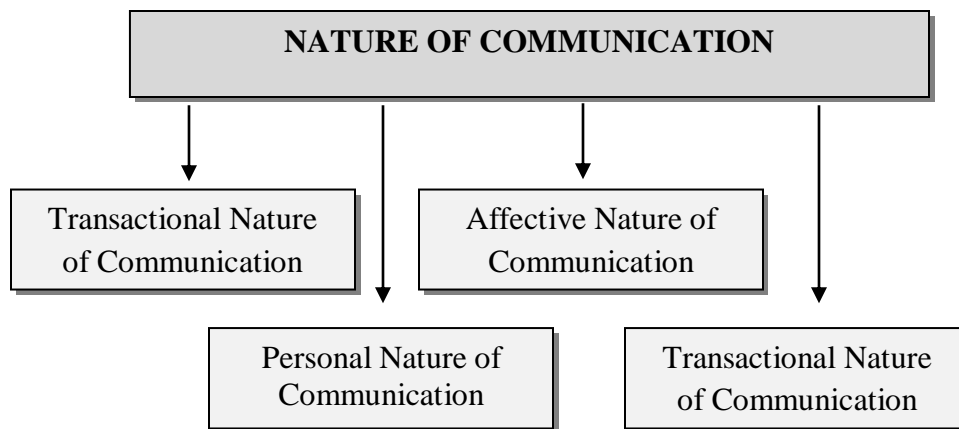 NATURE OF COMMUNICATION
Transactional Nature
of Communication
Affective Nature of
Communication
Personal Nature of
Communication
Transactional Nature
of Communication